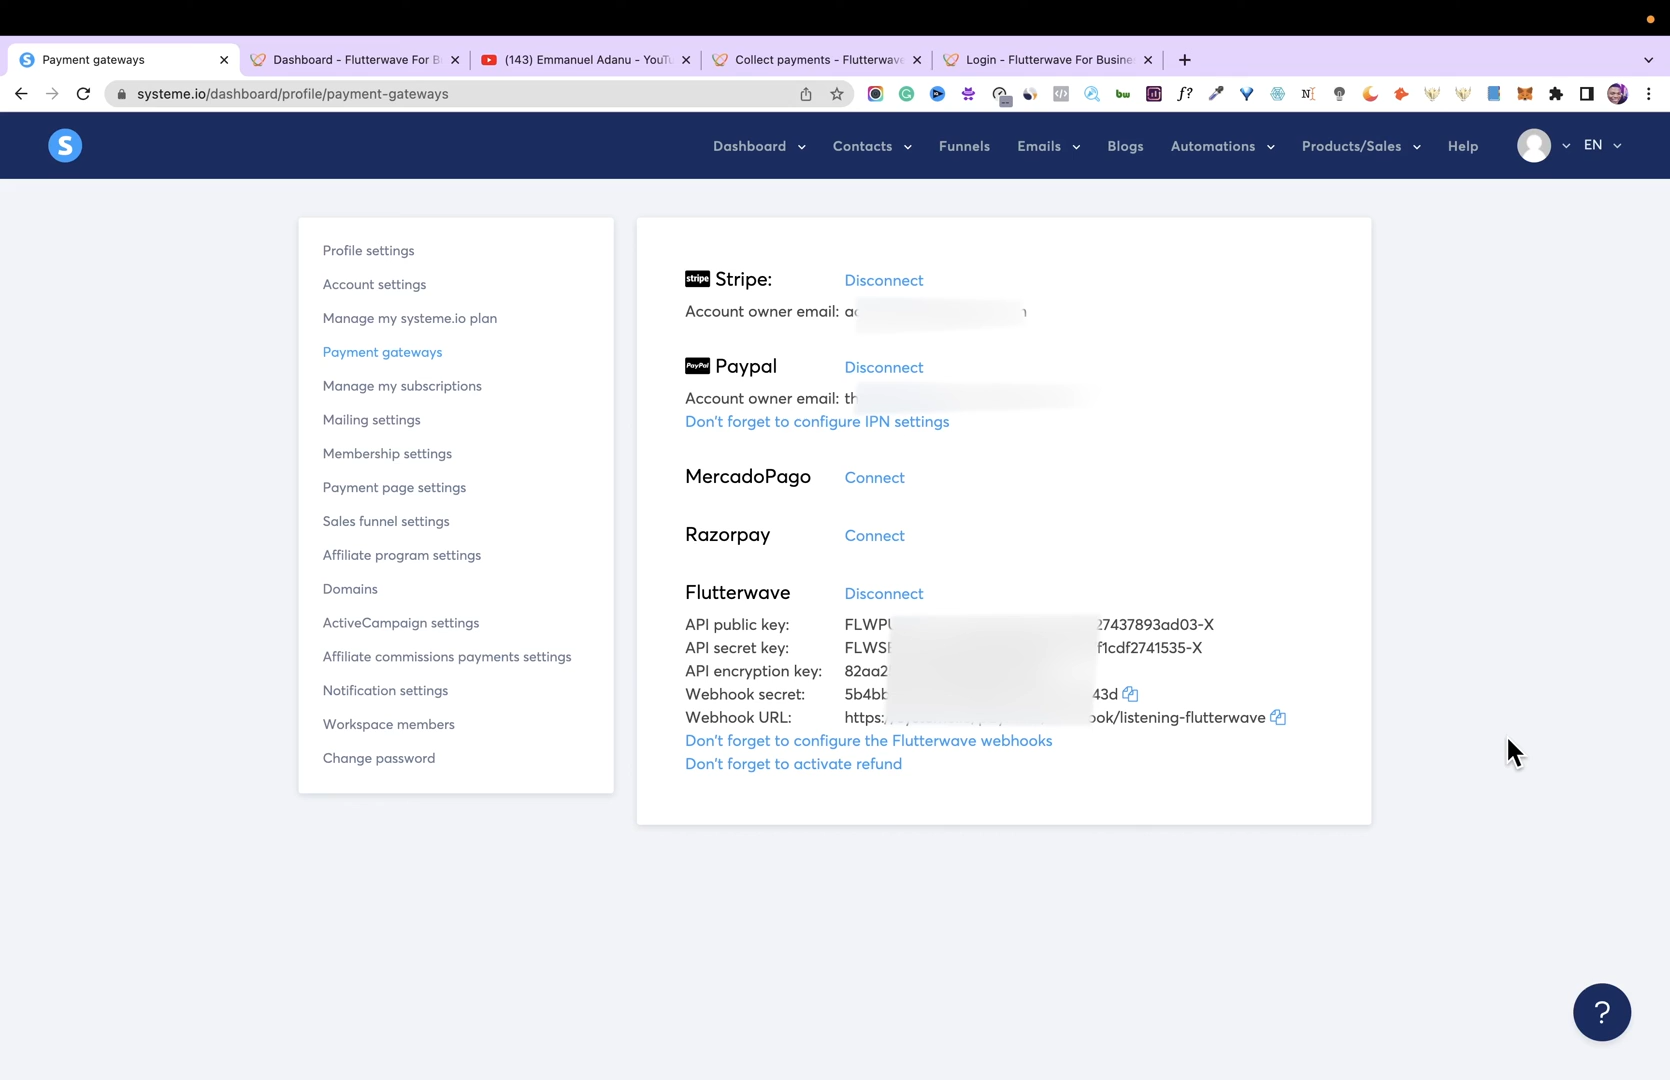 Payment gateways
Dashboard - Flutterwave For B
(143) Emmanuel Adanu - YouTu
Collect payments - Flutterwave
Login - Flutterwave For Busine
systeme.io/dashboard/profile/payment-gateways
S
Dashboard
Contacts
Funnels
Emails
Blogs
Automations
Products/Sales
Help
EN
Profile settings
Account settings
Manage my systeme.io plan
Payment gateways
Manage my subscriptions
Mailing settings
Membership settings
Payment page settings
Sales funnel settings
Affiliate program settings
Domains
ActiveCampaign settings
Affiliate commissions payments settings
Notification settings
Workspace members
Change password
stripe Stripe: Disconnect
Account owner email:
PayPal Paypal Disconnect
Account owner email: th
Don't forget to configure IPN settings
MercadoPago Connect
Razorpay Connect
Flutterwave Disconnect
API public key: FLWPU 27437893ad03-X
API secret key: FLWSE f1cdf2741535-X
API encryption key: 82aa2
Webhook secret: 5b4bb 43d
Webhook URL: https:/ ook/listening-flutterwave
Don't forget to configure the Flutterwave webhooks
Don't forget to activate refund
?